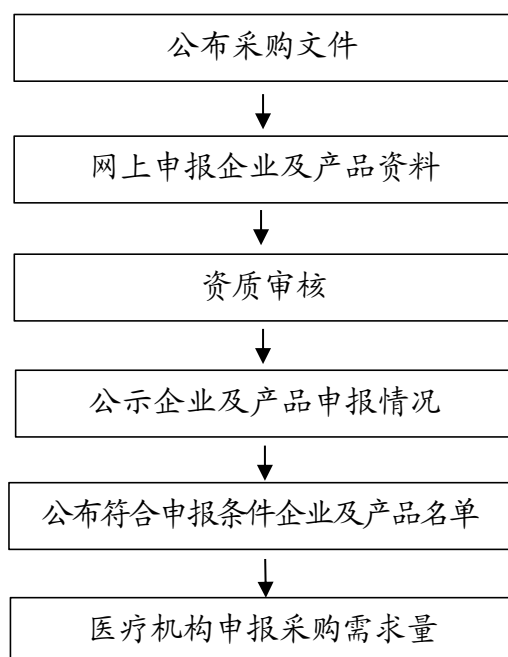 公布采购文件
网上申报企业及产品资料
资质审核
公示企业及产品申报情况
公布符合申报条件企业及产品名单
医疗机构申报采购需求量